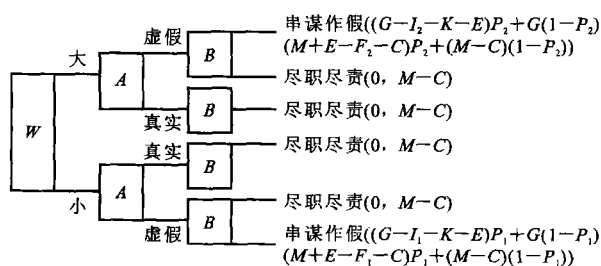 虚假
串谋作假((G－I₂－K－E)P₂＋G(1－P₂)
(M＋E－F₂－C)P₂＋(M－C)(1－P₂))
大
B
A
尽职尽责(0，M－C)
B
尽职尽责(0，M－C)
真实
W
真实
B
尽职尽责(0，M－C)
A
尽职尽责(0，M－C)
小
B
虚假
串谋作假((G－I₁－K－E)P₁＋G(1－P₁)
(M＋E－F₁－C)P₁＋(M－C)(1－P₁))